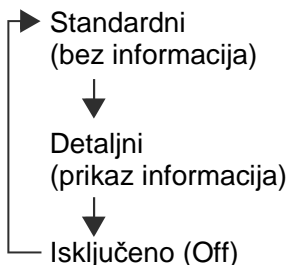 Standardni
(bez informacija)
Detaljni
(prikaz informacija)
Isključeno (Off)